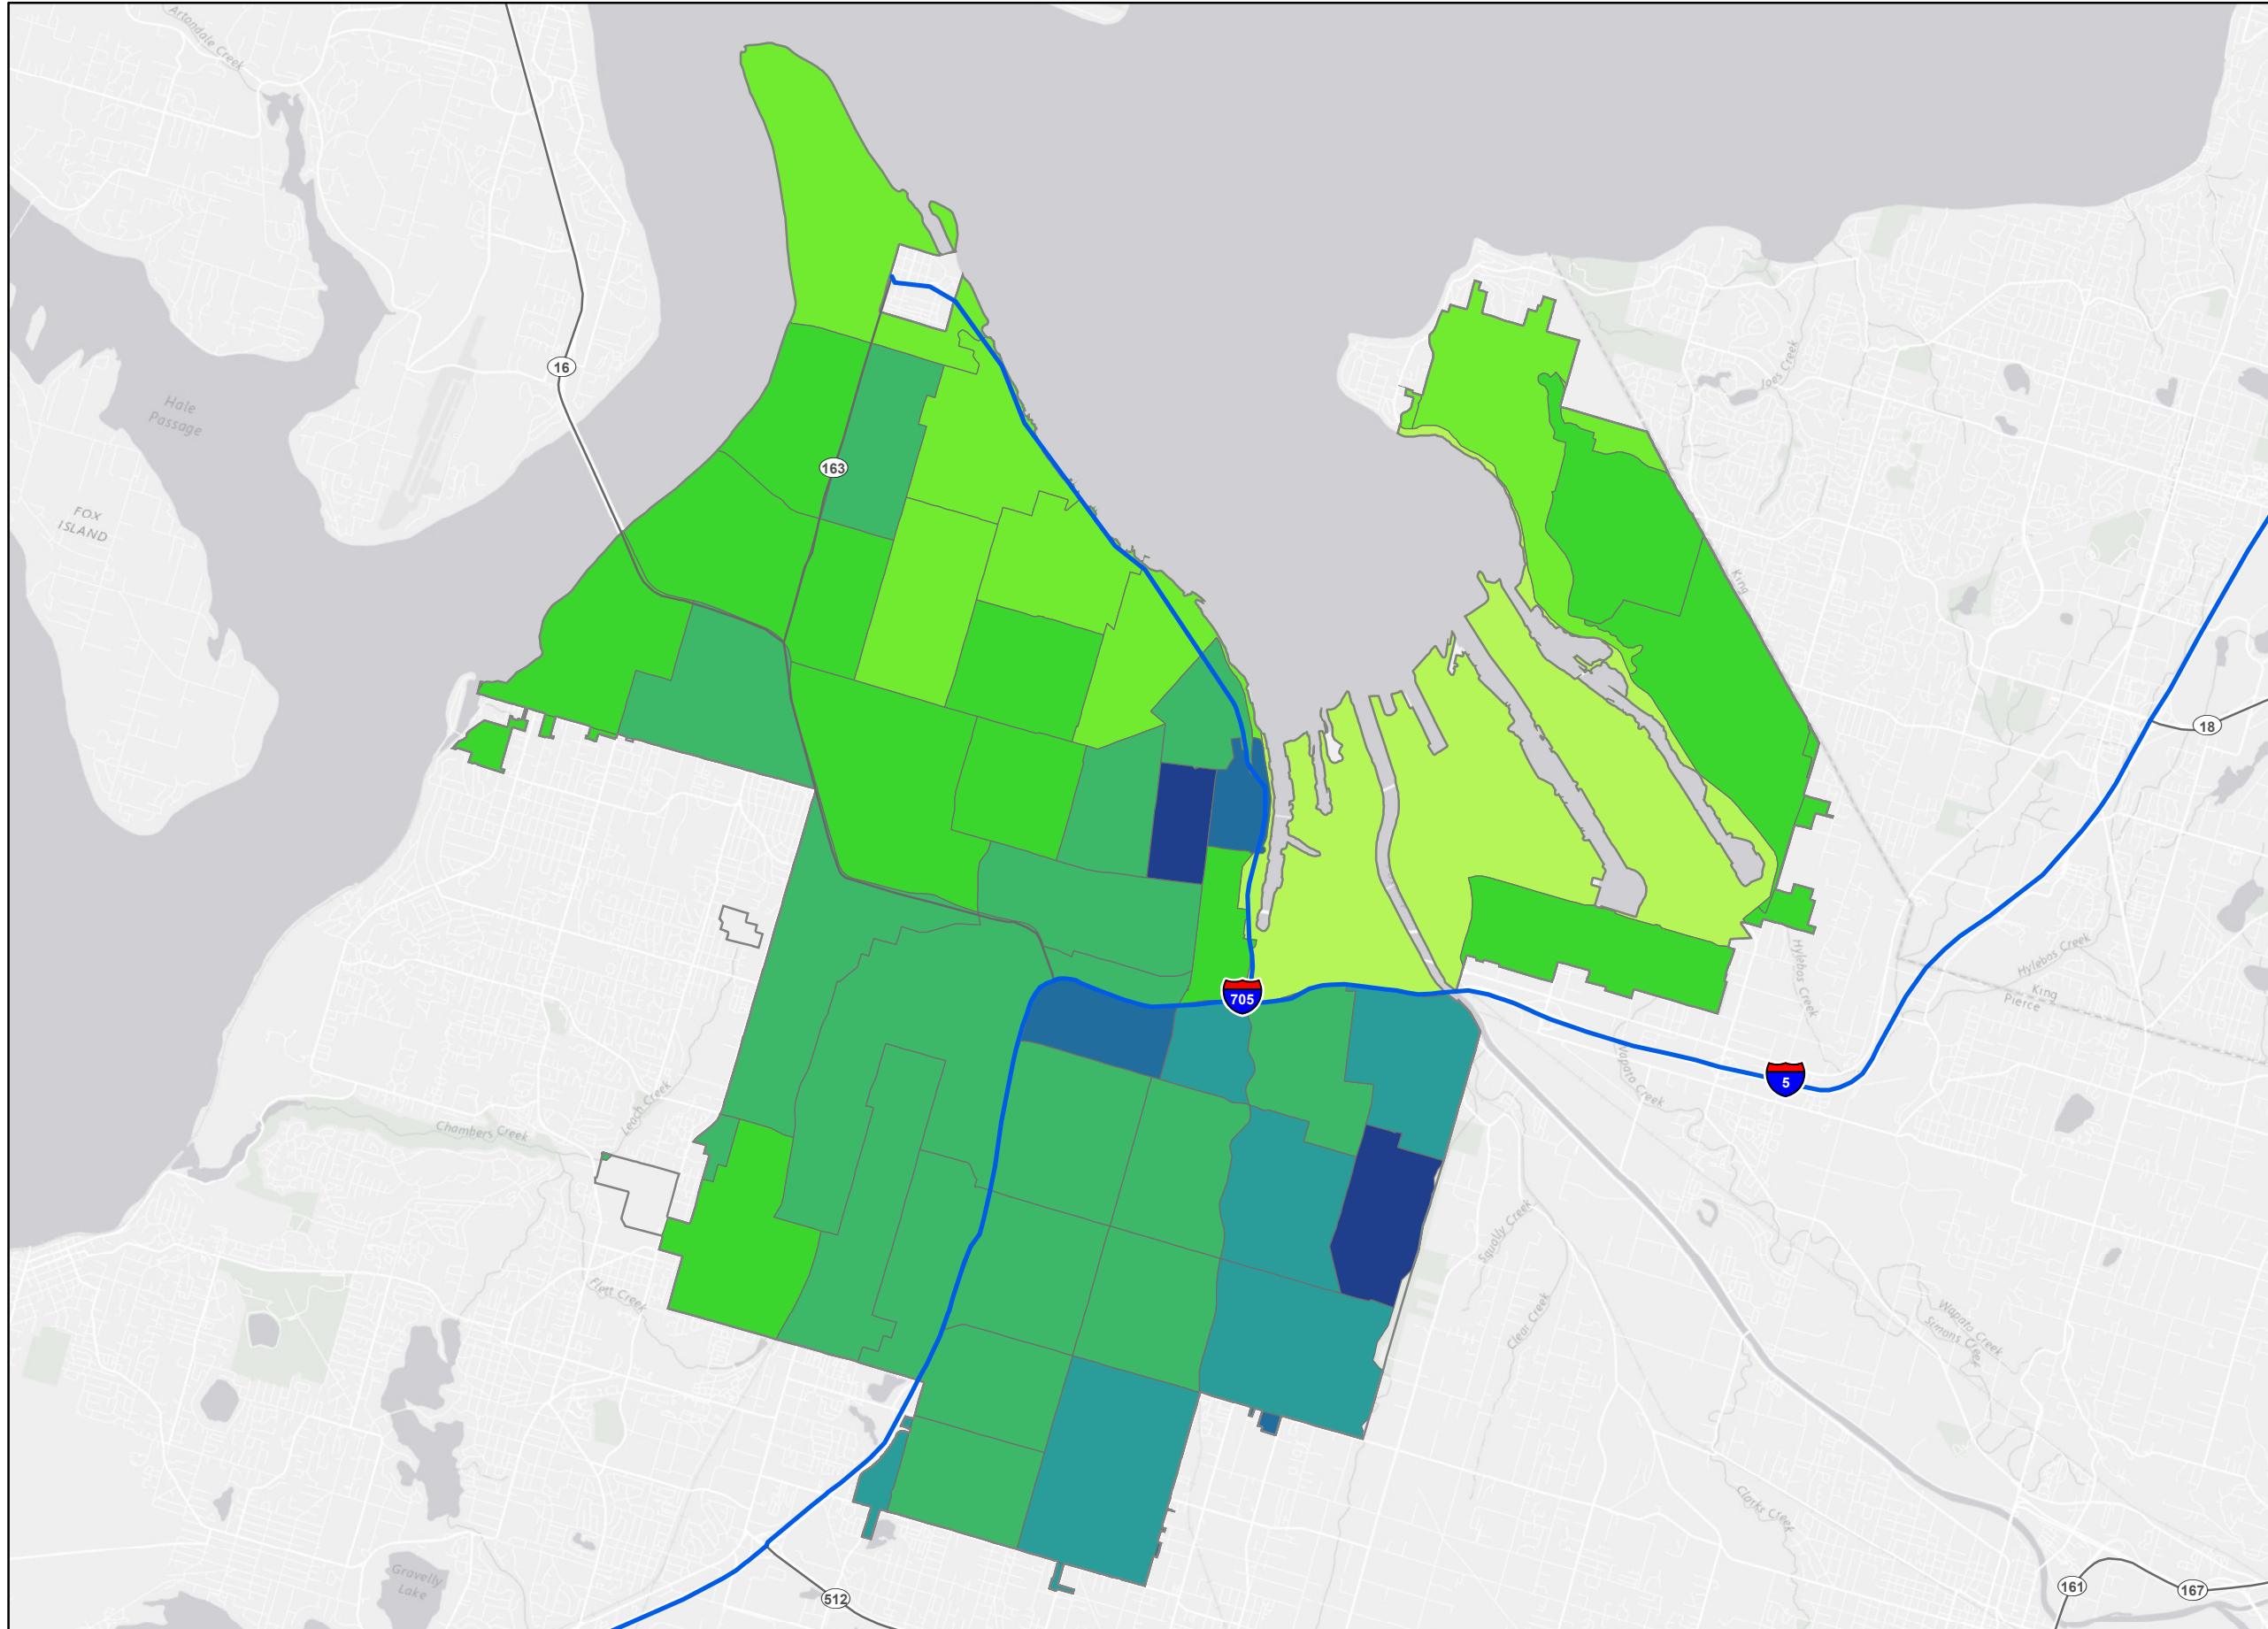 Artondale Creek
16
Hale
Passage
FOX
ISLAND
163
Joes Creek
King
18
Hylebos Creek
Hylebos Creek
King
Pierce
705
5
Wapato Creek
Leach Creek
Chambers Creek
Flett Creek
Squally Creek
Clear Creek
Wapato Creek
Simons Creek
Clarks Creek
Gravelly
Lake
512
161
167